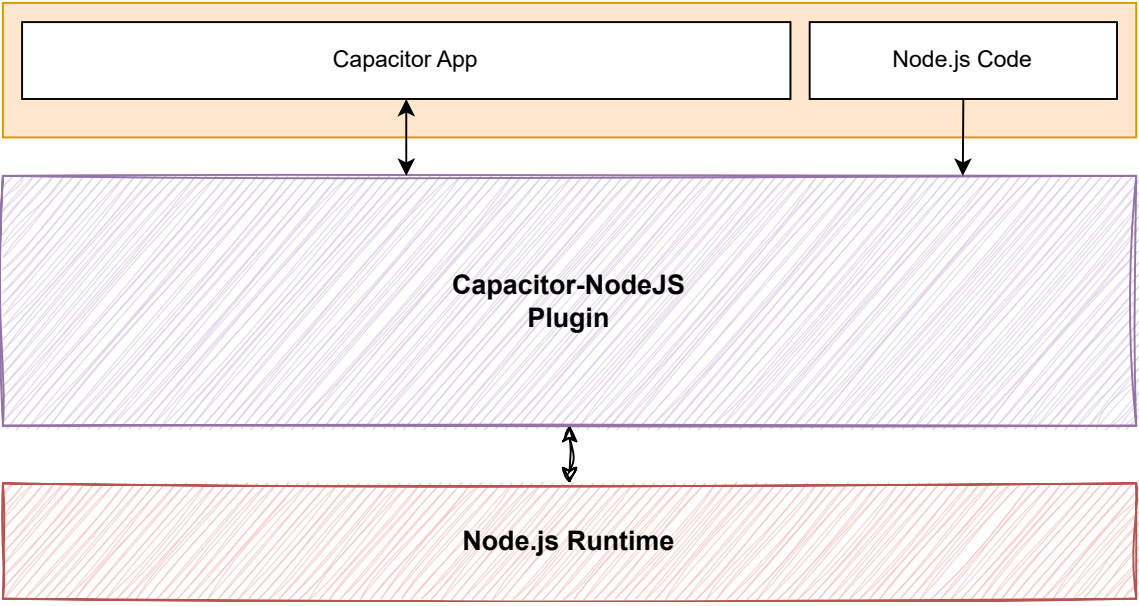 Capacitor App
Node.js Code
Capacitor-NodeJS
Plugin
Node.js Runtime